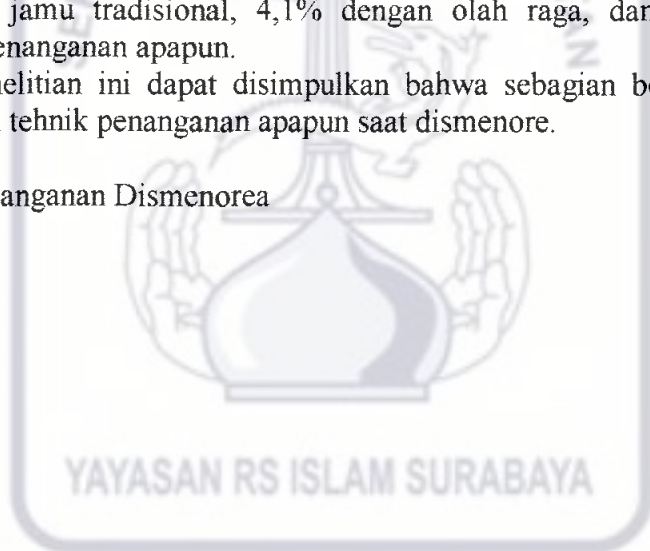 jamu tradisional, 4,1% dengan olah raga, dan
enanganan apapun.
elitian ini dapat disimpulkan bahwa sebagian be
tehnik penanganan apapun saat dismenore.
anganan Dismenorea
YAYASAN RS ISLAM SURABAYA